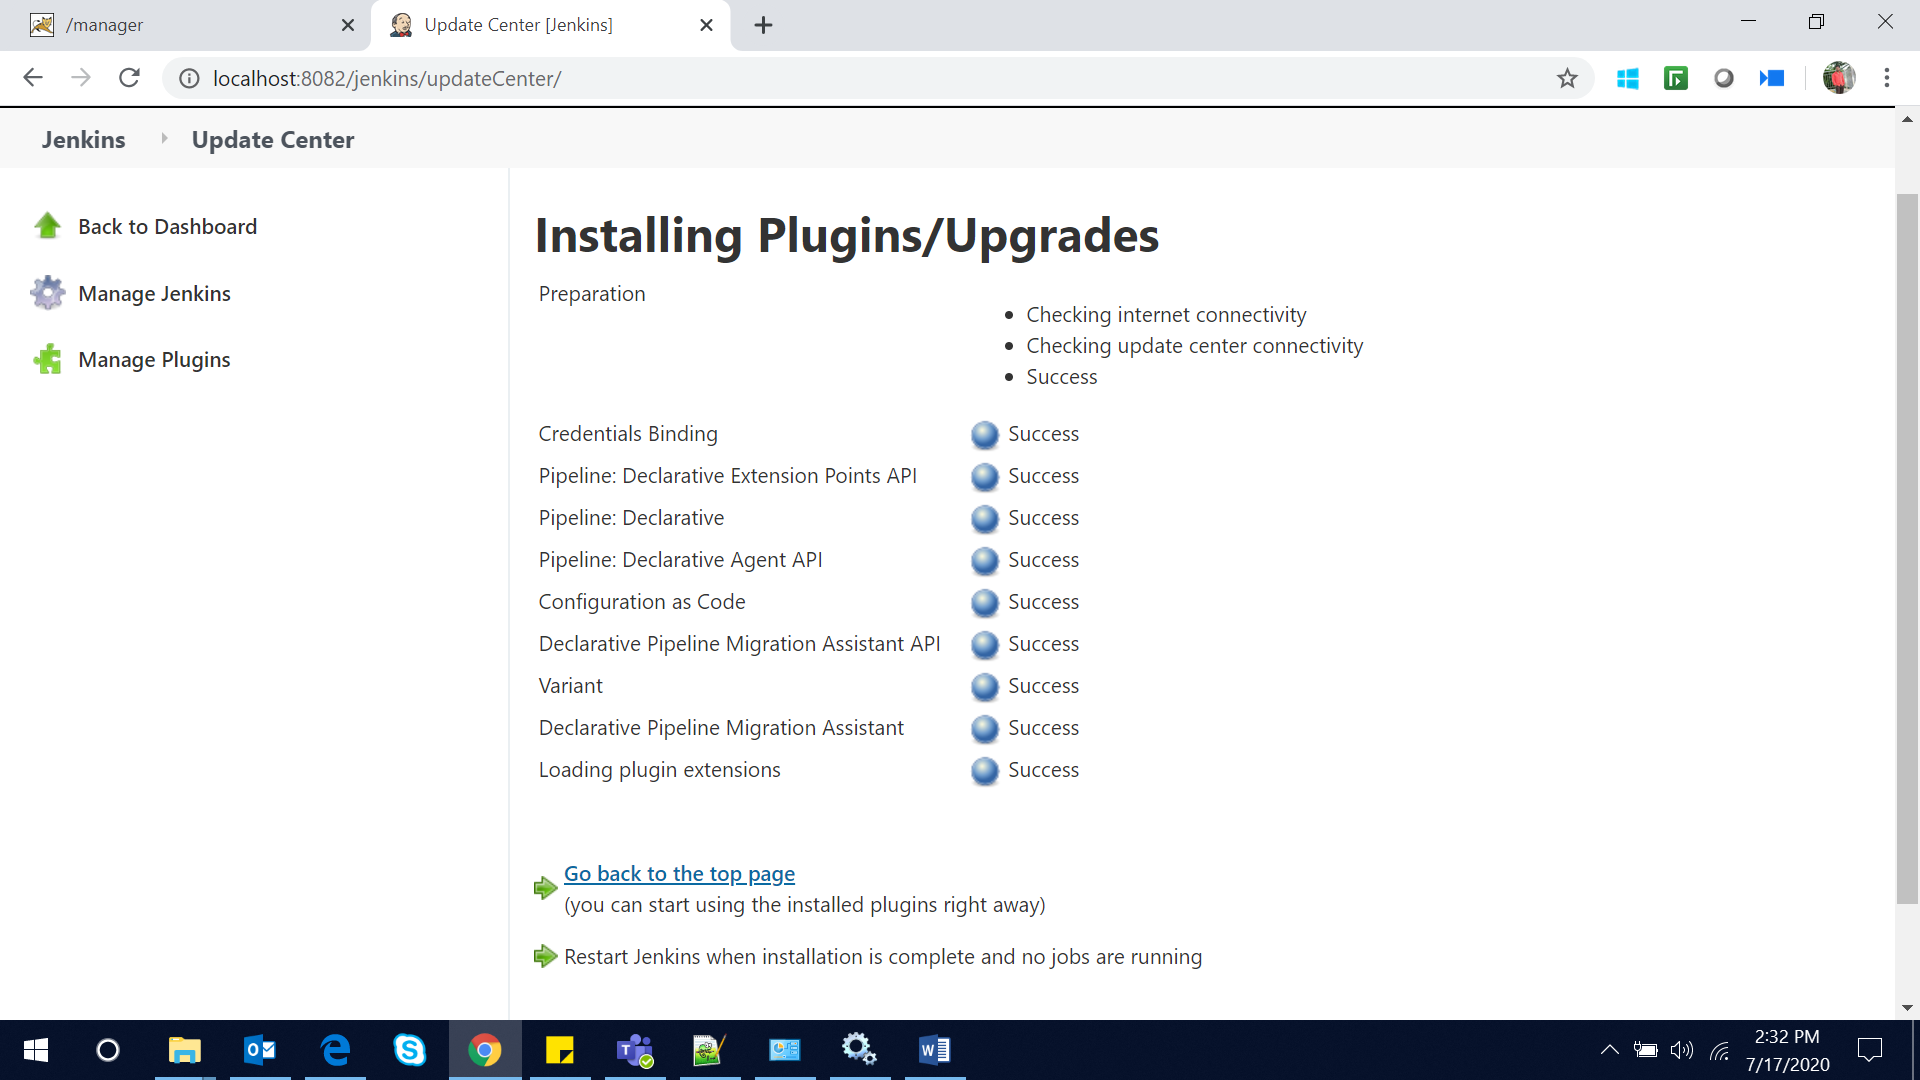 /manager
Update Center [Jenkins]
localhost:8082/jenkins/updateCenter/
Jenkins
Update Center
Back to Dashboard
Manage Jenkins
Manage Plugins
Installing Plugins/Upgrades
Preparation
Checking internet connectivity
Checking update center connectivity
Success
Credentials Binding Success
Pipeline: Declarative Extension Points API Success
Pipeline: Declarative Success
Pipeline: Declarative Agent API Success
Configuration as Code Success
Declarative Pipeline Migration Assistant API Success
Variant Success
Declarative Pipeline Migration Assistant Success
Loading plugin extensions Success
Go back to the top page
(you can start using the installed plugins right away)
Restart Jenkins when installation is complete and no jobs are running
2:32 PM
7/17/2020